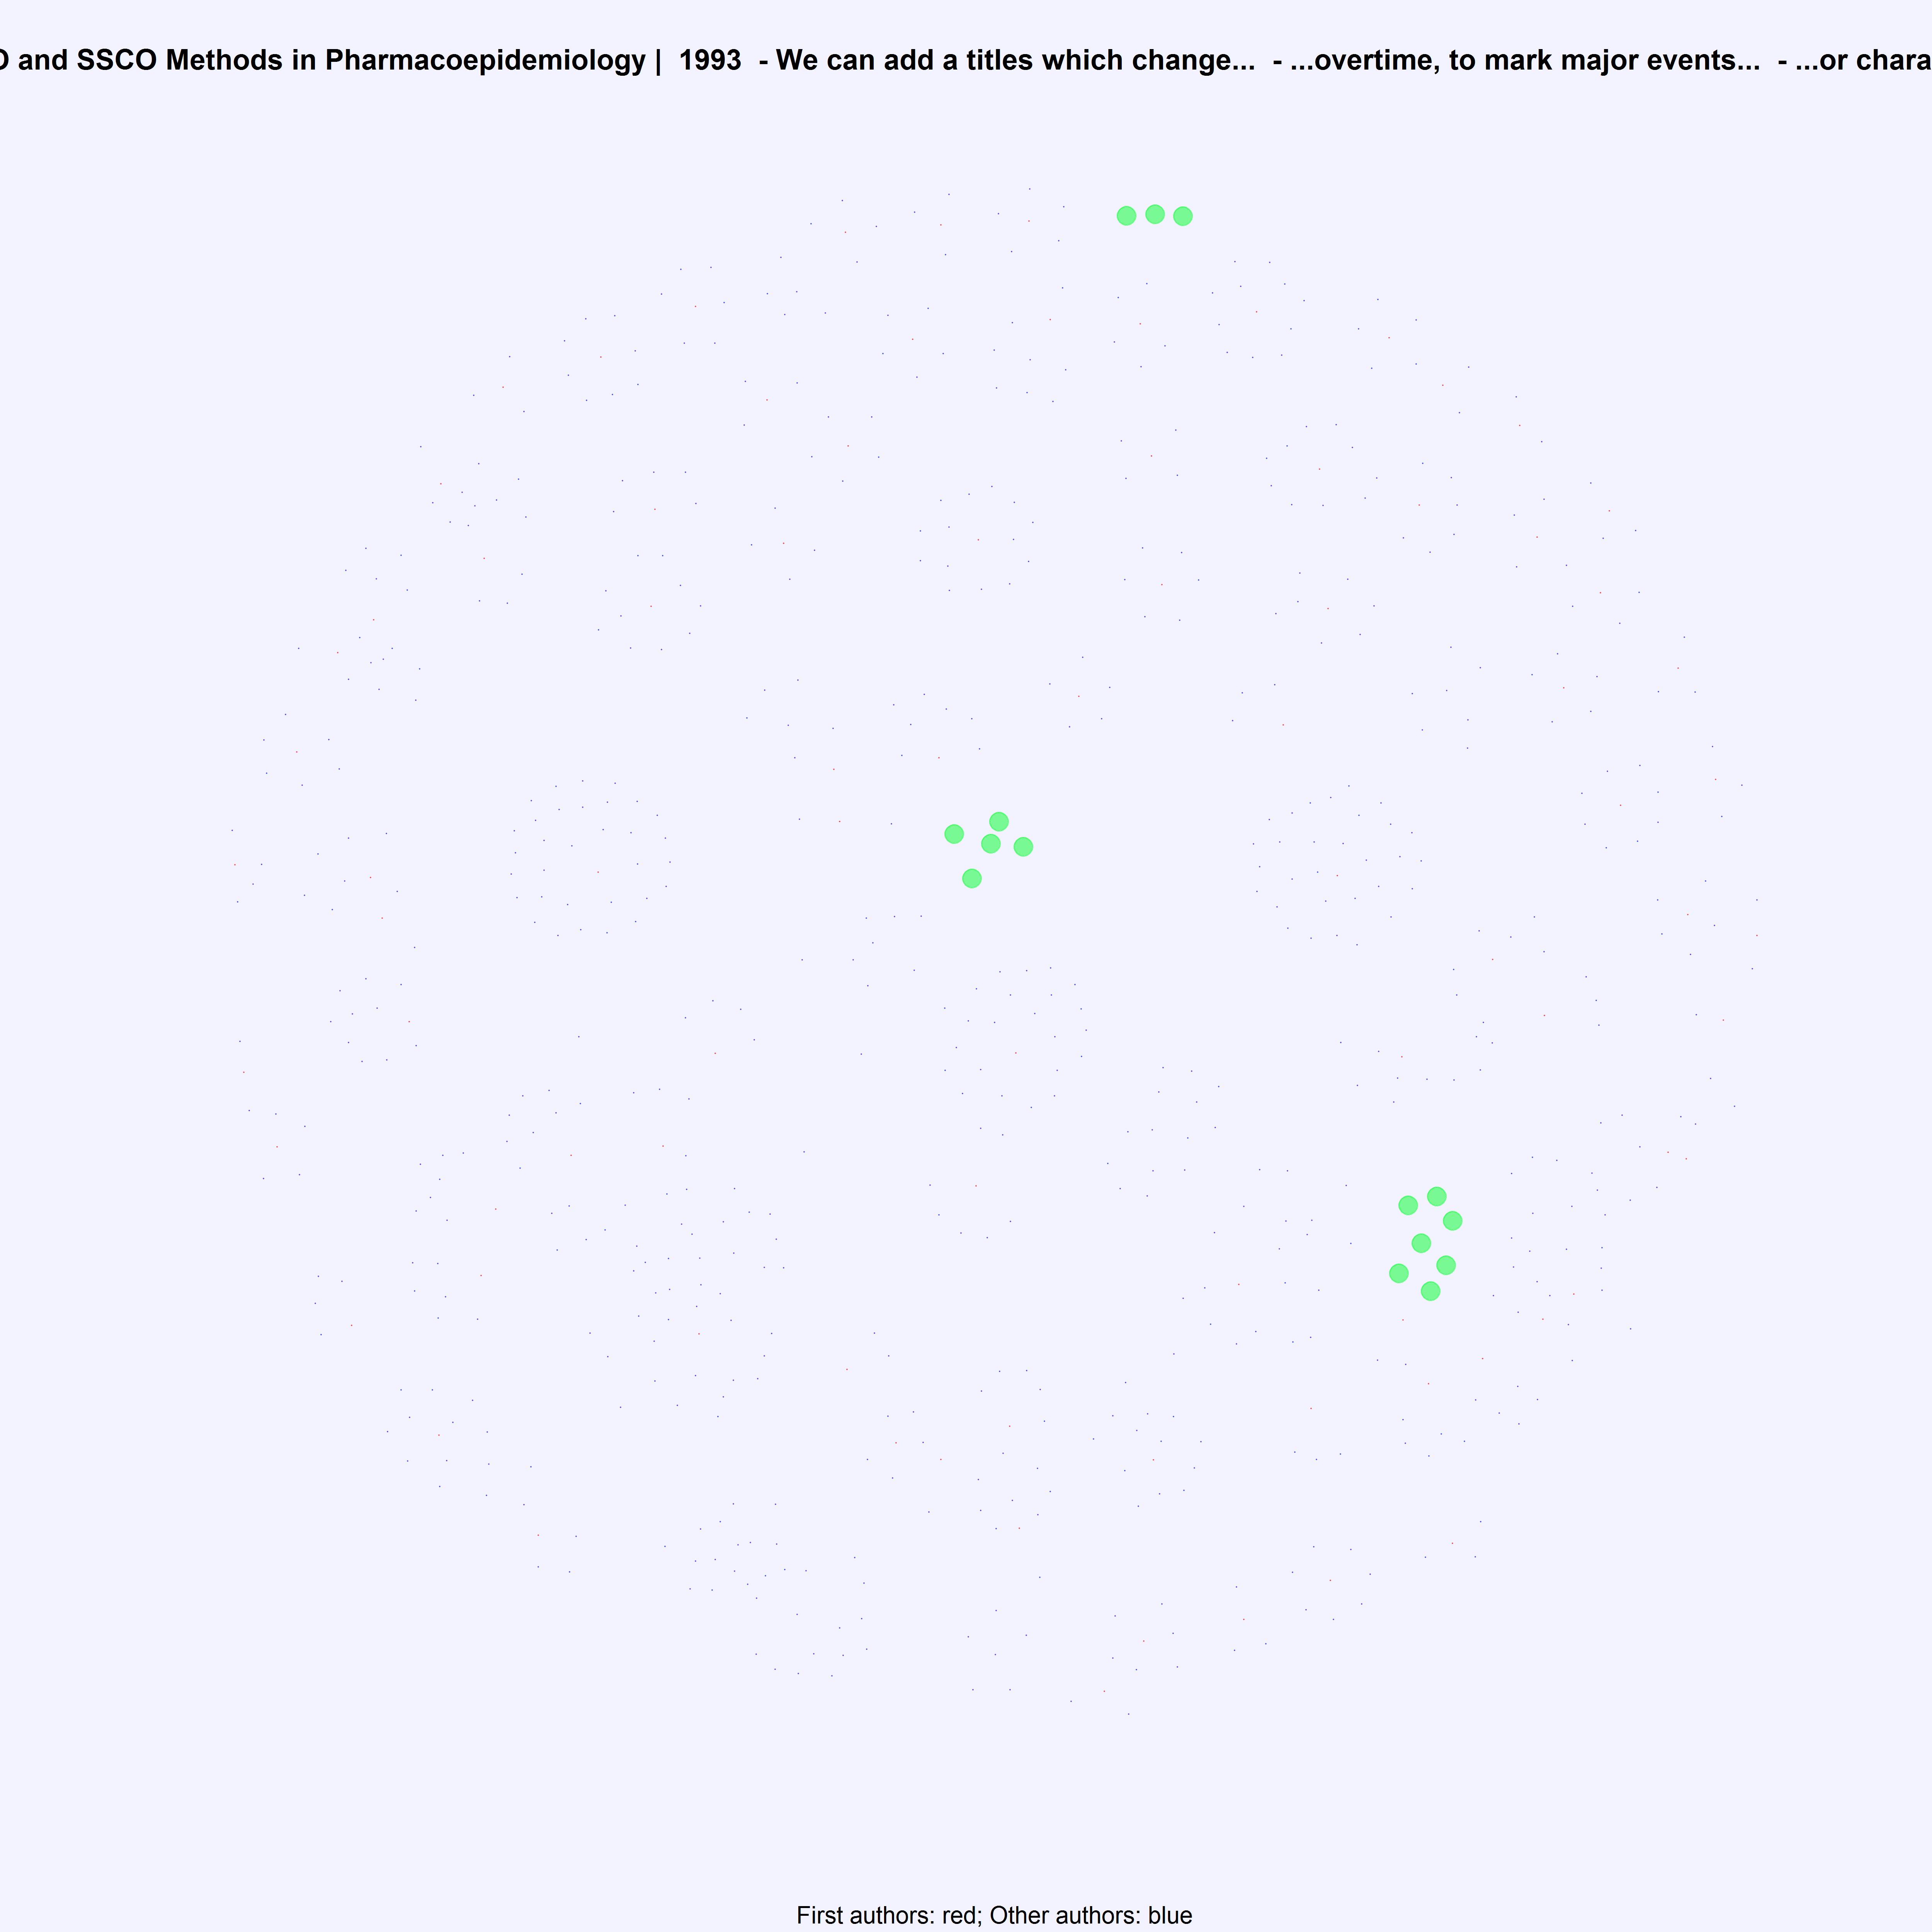 and SSCO Methods in Pharmacoepidemiology | 1993 - We can add a titles which change... - ...overtime, to mark major events... - ...or chara
First authors: red; Other authors: blue